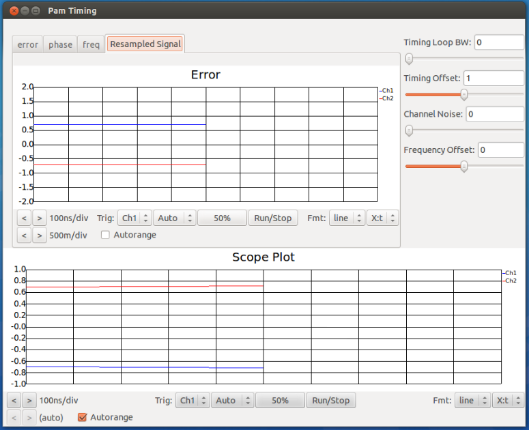 Pam Timing
error phase freq Resampled Signal
Timing Loop BW: 0
Timing Offset: 1
Channel Noise: 0
Frequency Offset: 0
Error
2.0
1.5
1.0
0.5
0.0
-0.5
-1.0
-1.5
-2.0
Ch1
Ch2
< > 100ns/div Trig: Ch1 Auto 50% Run/Stop Fmt: line X:t
< > 500m/div Autorange
Scope Plot
1.0
0.8
0.6
0.4
0.2
0.0
-0.2
-0.4
-0.6
-0.8
-1.0
Ch1
Ch2
< > 100ns/div Trig: Ch1 Auto 50% Run/Stop Fmt: line X:t
< > (auto) Autorange